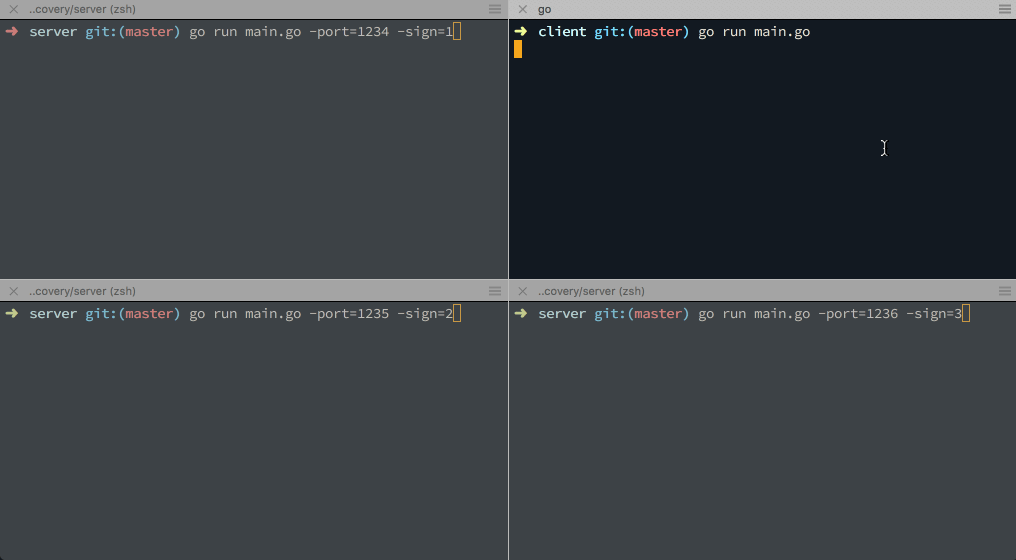 ..covery/server (zsh)
➜ server git:(master) go run main.go -port=1234 -sign=1
go
➜ client git:(master) go run main.go
..covery/server (zsh)
➜ server git:(master) go run main.go -port=1235 -sign=2
..covery/server (zsh)
➜ server git:(master) go run main.go -port=1236 -sign=3